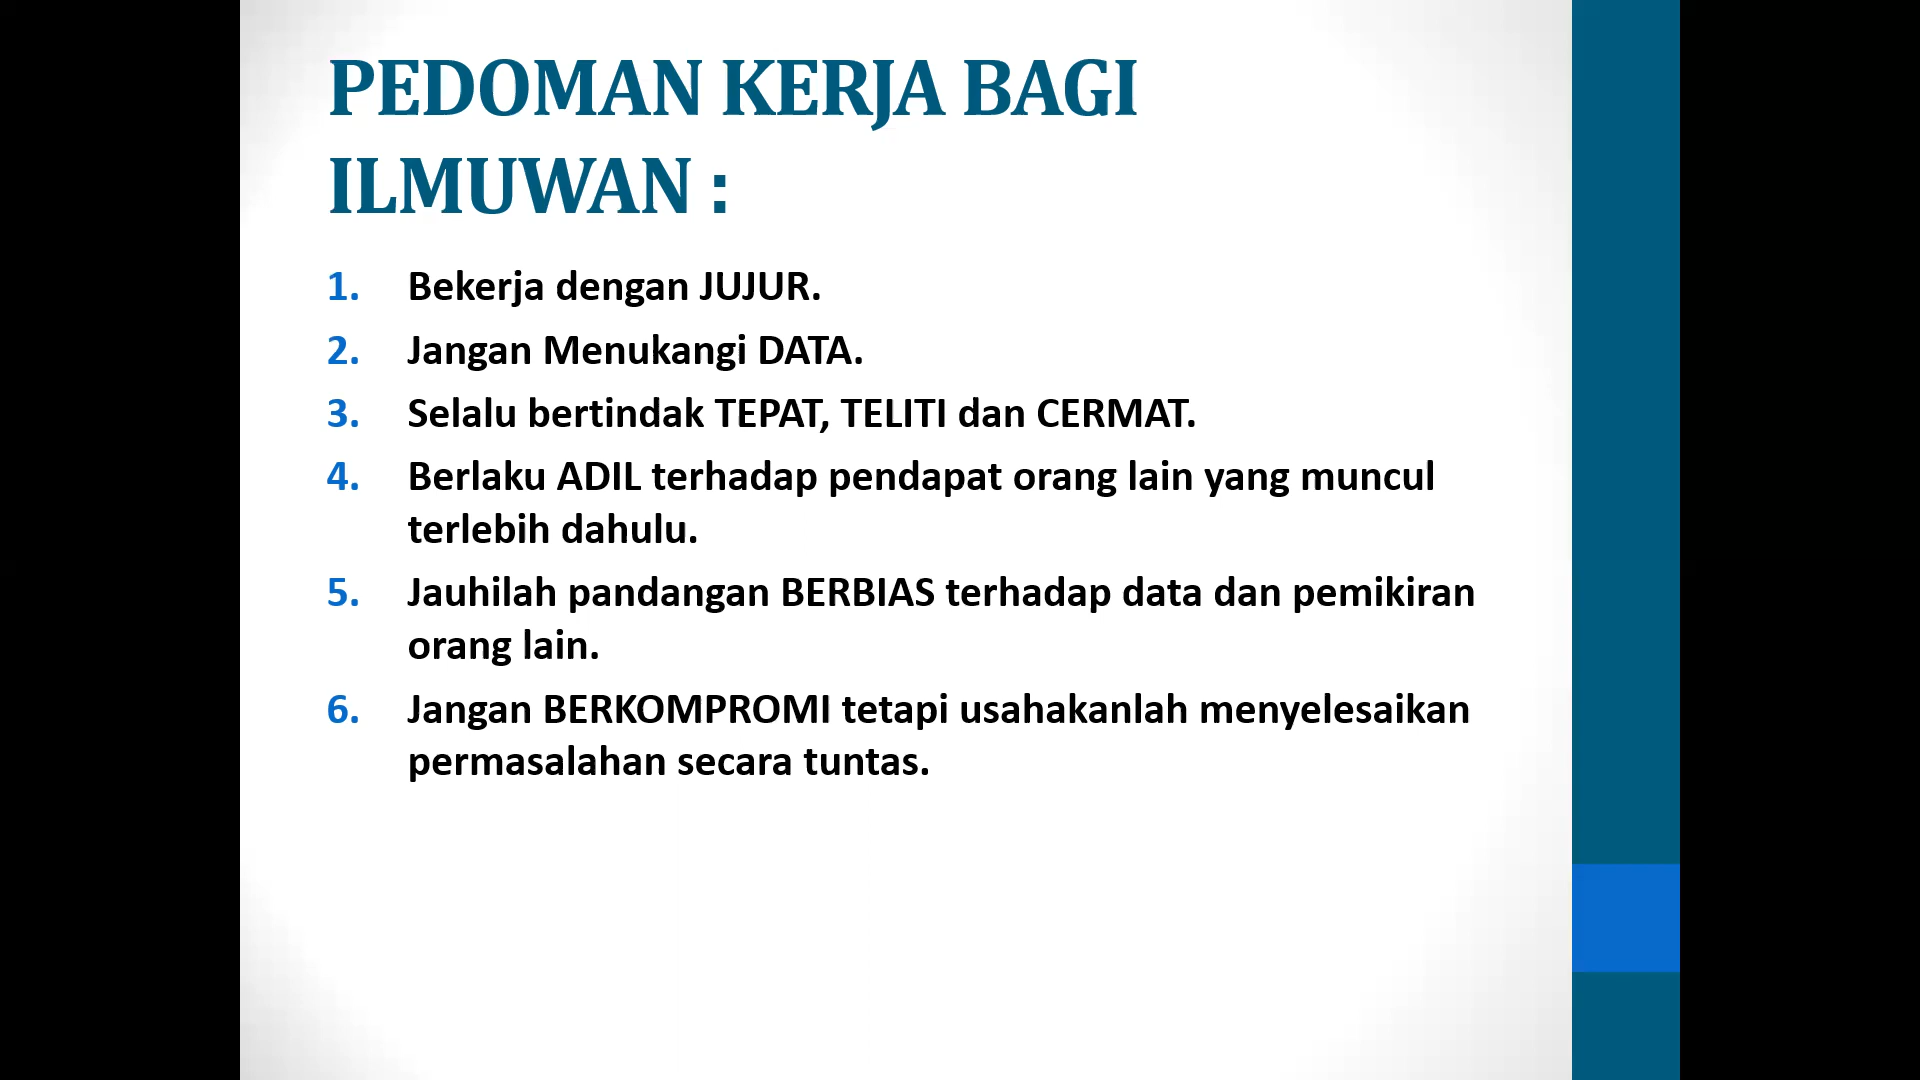 PEDOMAN KERJA BAGI
ILMUWAN :
1. Bekerja dengan JUJUR.
2. Jangan Menukangi DATA.
3. Selalu bertindak TEPAT, TELITI dan CERMAT.
4. Berlaku ADIL terhadap pendapat orang lain yang muncul
terlebih dahulu.
5. Jauhilah pandangan BERBIAS terhadap data dan pemikiran
orang lain.
6. Jangan BERKOMPROMI tetapi usahakanlah menyelesaikan
permasalahan secara tuntas.